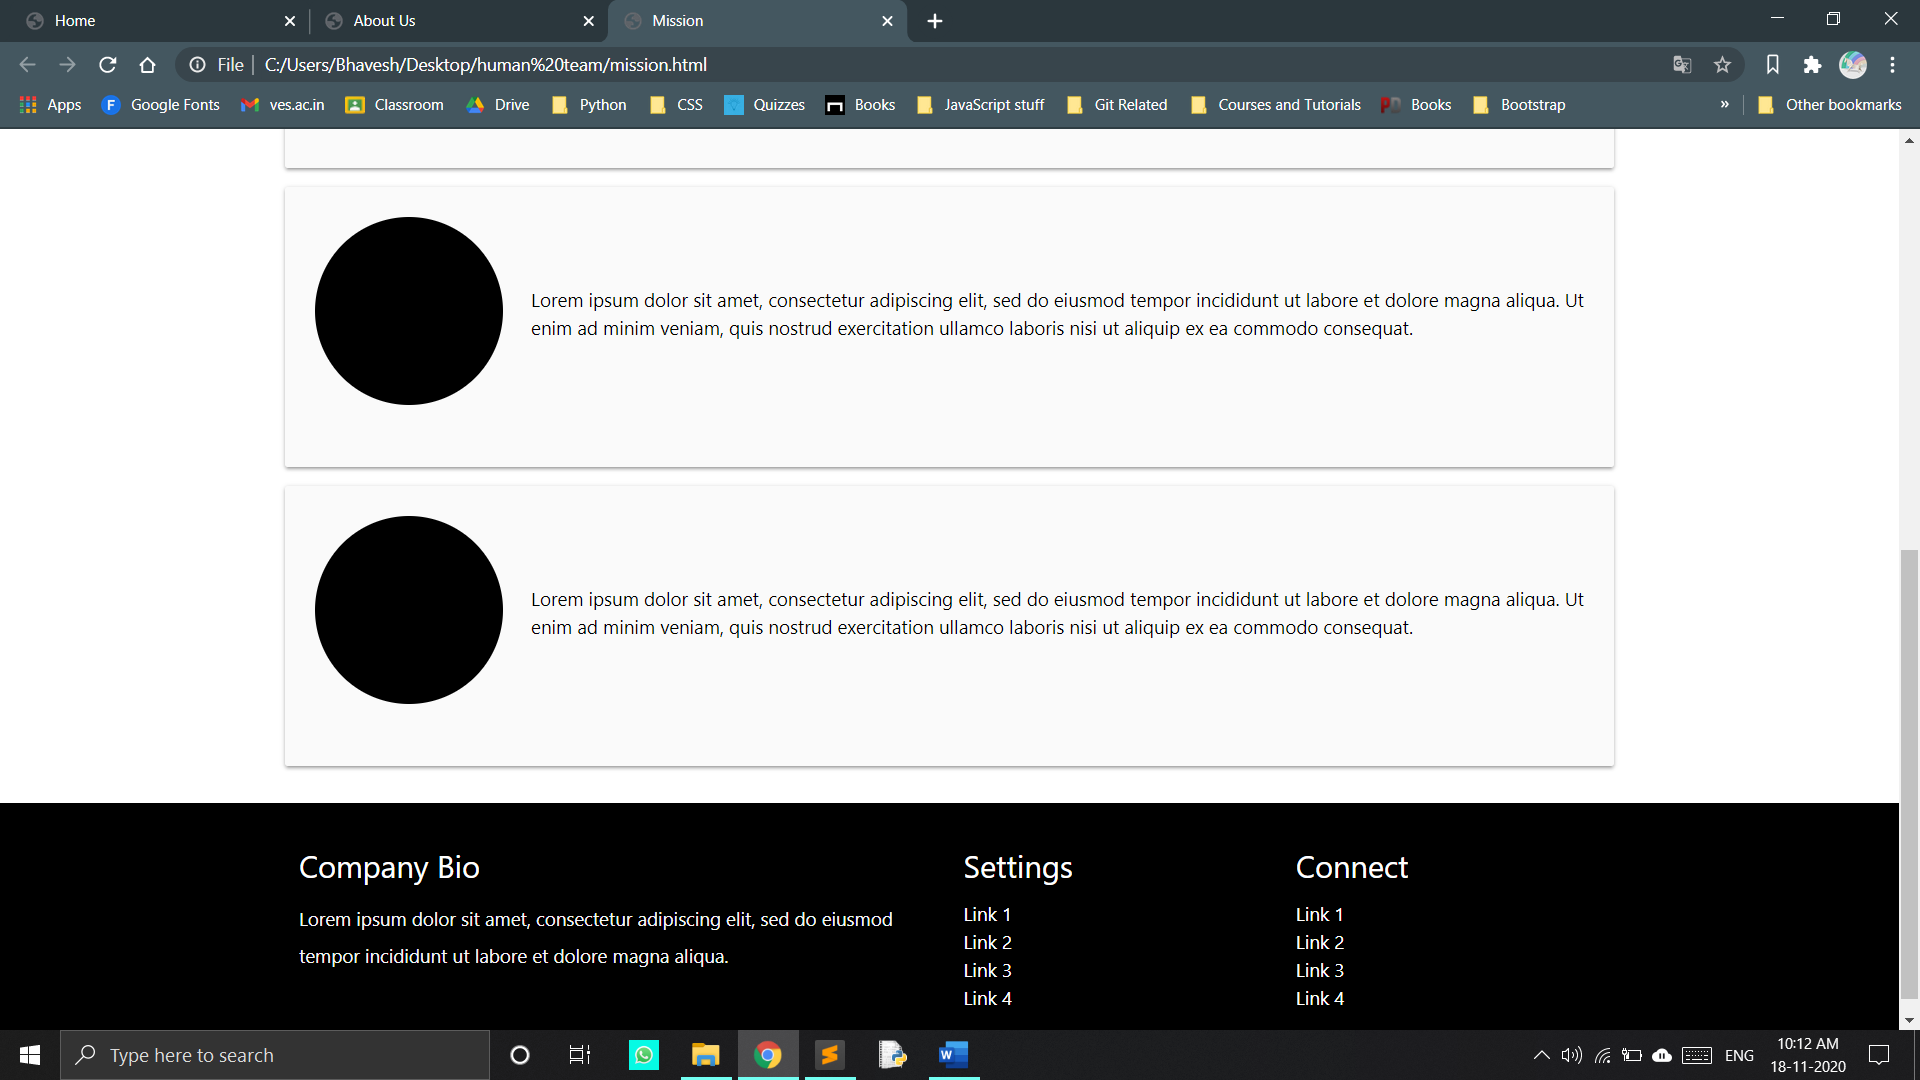 Home
About Us
Mission
File
C:/Users/Bhavesh/Desktop/human%20team/mission.html
Apps
Google Fonts
ves.ac.in
Classroom
Drive
Python
CSS
Quizzes
Books
JavaScript stuff
Git Related
Courses and Tutorials
Books
Bootstrap
»
Other bookmarks
Lorem ipsum dolor sit amet, consectetur adipiscing elit, sed do eiusmod tempor incididunt ut labore et dolore magna aliqua. Ut
enim ad minim veniam, quis nostrud exercitation ullamco laboris nisi ut aliquip ex ea commodo consequat.
Lorem ipsum dolor sit amet, consectetur adipiscing elit, sed do eiusmod tempor incididunt ut labore et dolore magna aliqua. Ut
enim ad minim veniam, quis nostrud exercitation ullamco laboris nisi ut aliquip ex ea commodo consequat.
Company Bio
Lorem ipsum dolor sit amet, consectetur adipiscing elit, sed do eiusmod
tempor incididunt ut labore et dolore magna aliqua.
Settings
Link 1
Link 2
Link 3
Link 4
Connect
Link 1
Link 2
Link 3
Link 4
Type here to search
ENG
10:12 AM
18-11-2020